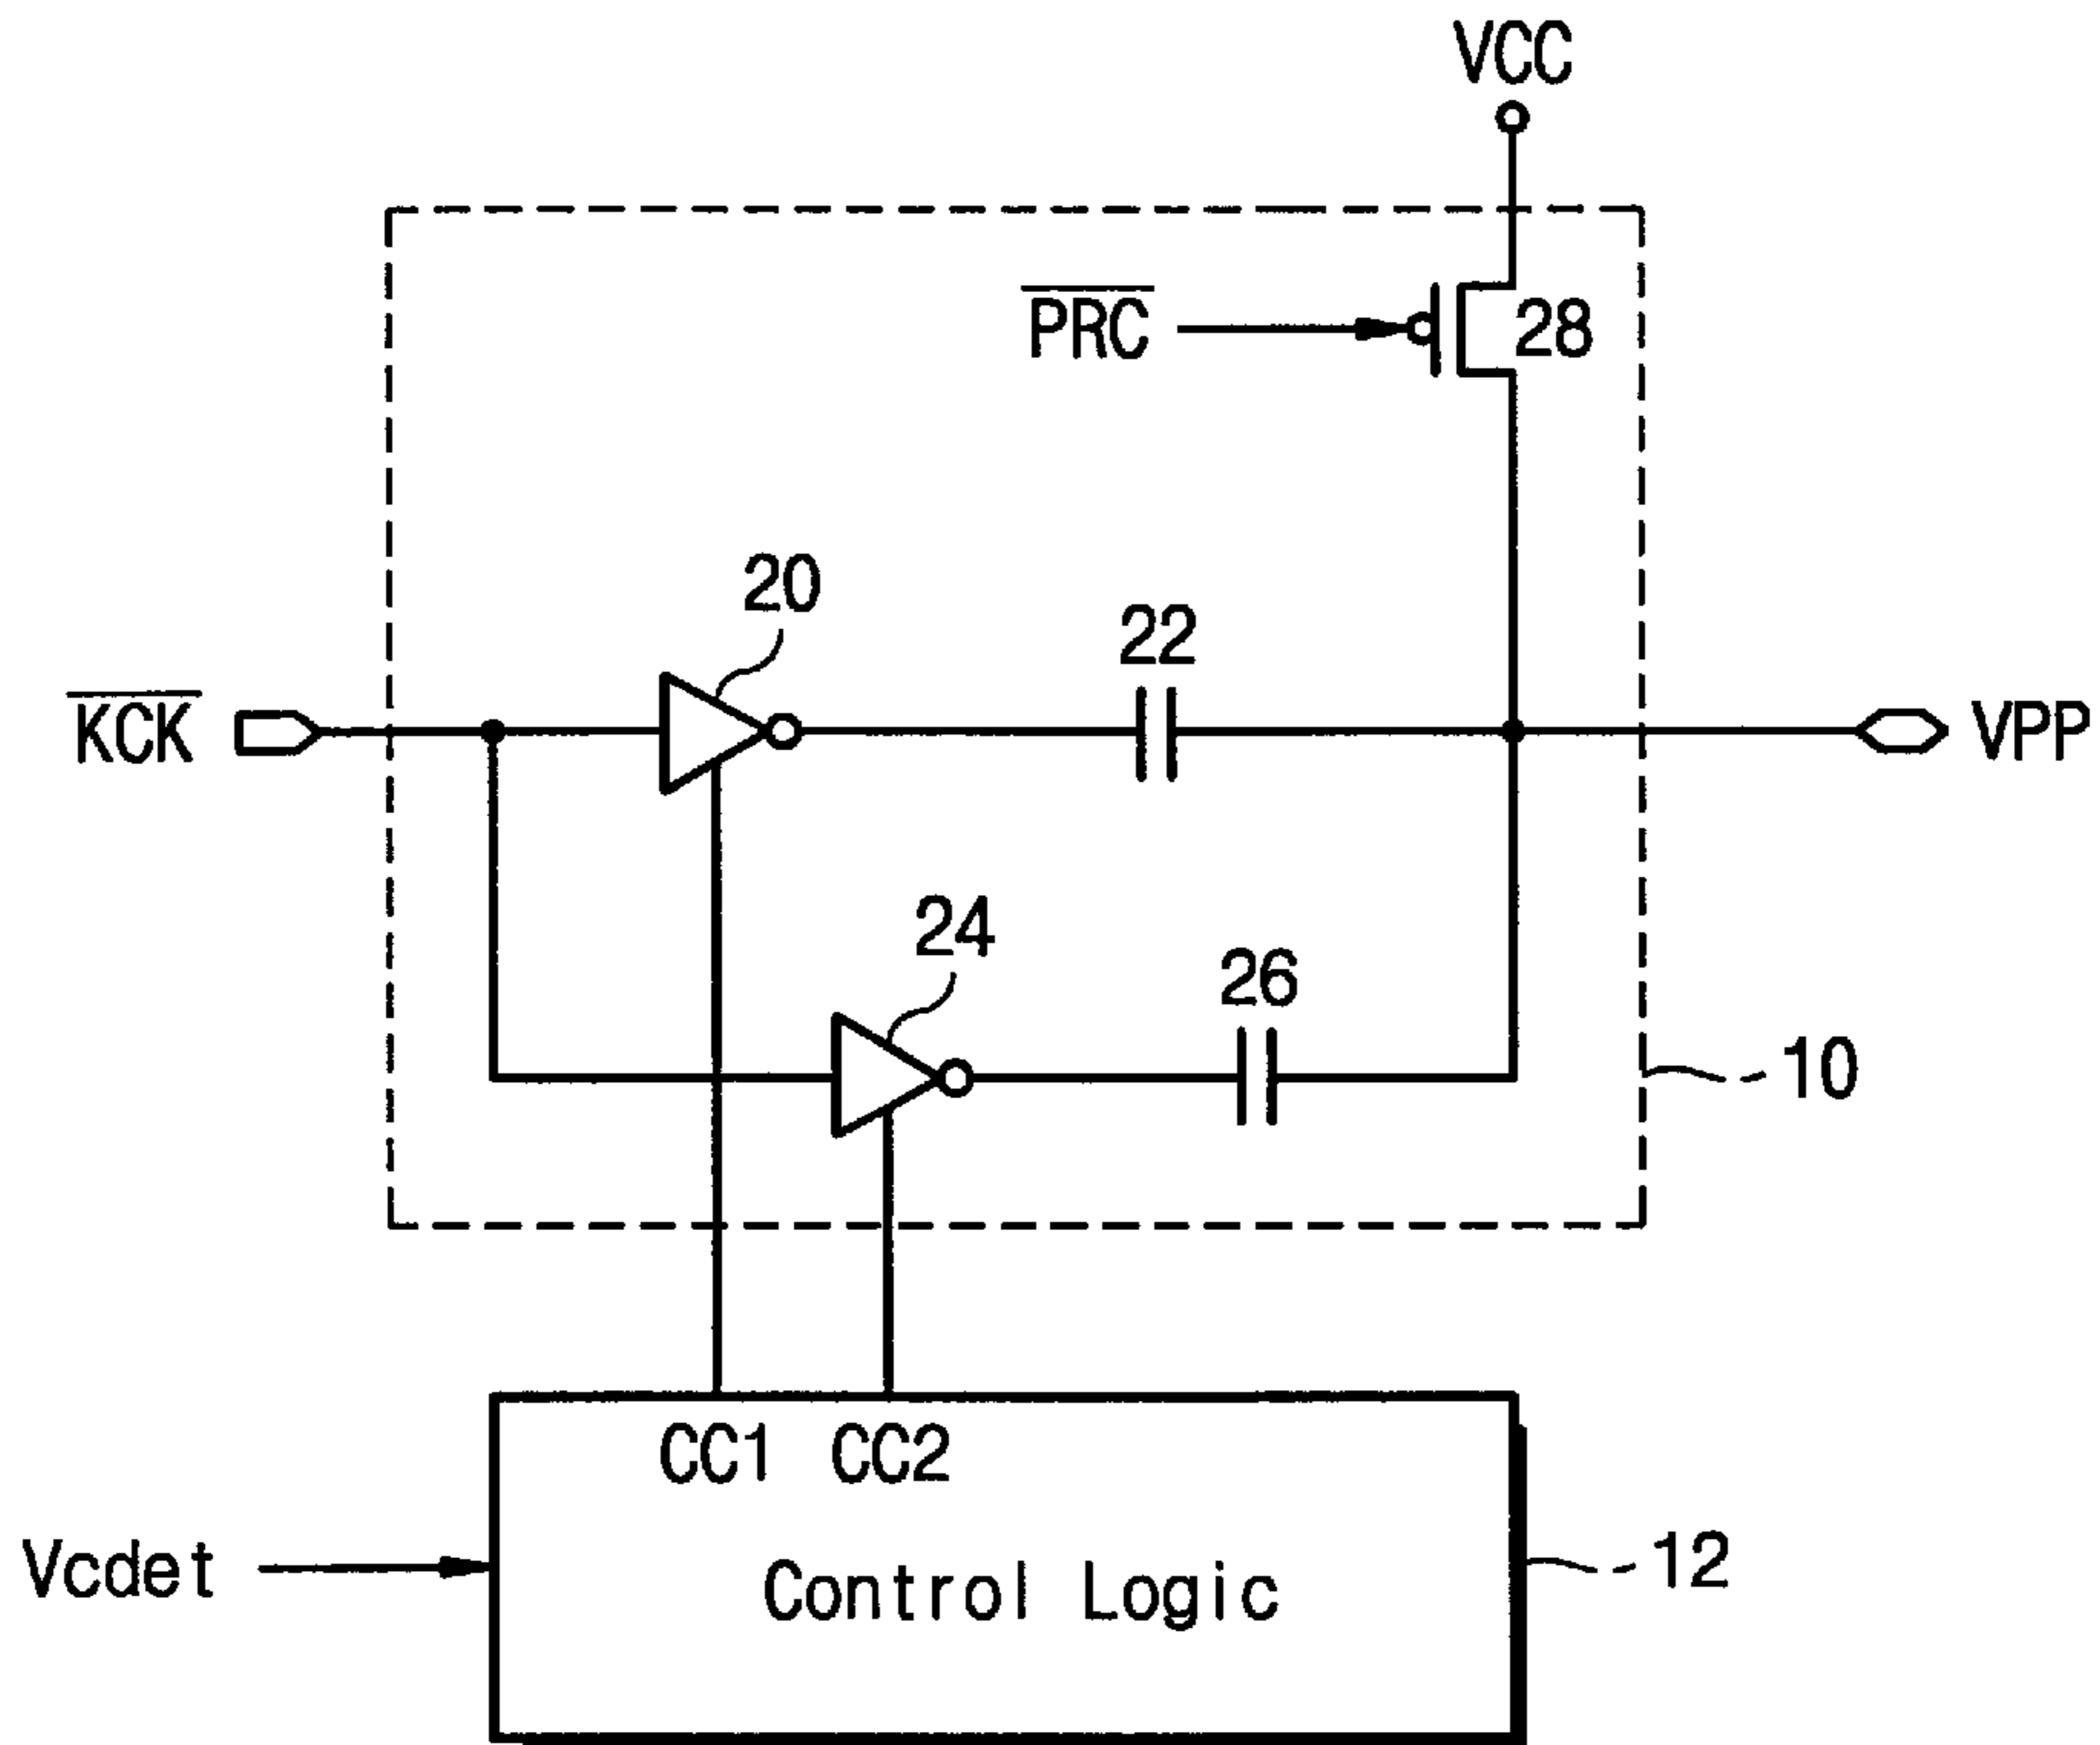 VCC
PRC
28
20
22
KCK
VPP
24
26
10
CC1 CC2
Vcdet
Control Logic
12